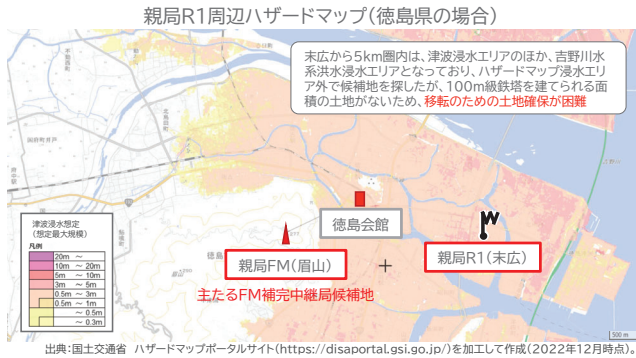 親局R1周辺ハザードマップ(徳島県の場合)
末広から5km圏内は、津波浸水エリアのほか、吉野川水
系洪水浸水エリアとなっており、ハザードマップ浸水エリ
ア外で候補地を探したが、100m級鉄塔を建てられる面
積の土地がないため、移転のための土地確保が困難
徳島会館
親局FM(眉山)
親局R1(末広)
主たるFM補完中継局候補地
津波浸水想定
(想定最大規模)
凡例
20m ~
10m ~ 20m
5m ~ 10m
3m ~ 5m
0.5m ~ 3m
0.5m ~ 1m
~ 0.5m
~ 0.3m
500 m
出典:国土交通省 ハザードマップポータルサイト(https://disaportal.gsi.go.jp/)を加工して作成(2022年12月時点)。